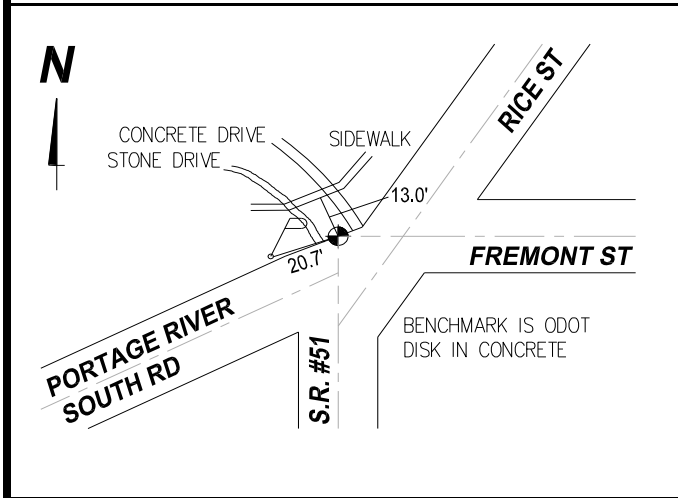 N
CONCRETE DRIVE
SIDEWALK
STONE DRIVE
RICE ST
13.0'
20.7'
FREMONT ST
PORTAGE RIVER
SOUTH RD
S.R. #51
BENCHMARK IS ODOT
DISK IN CONCRETE